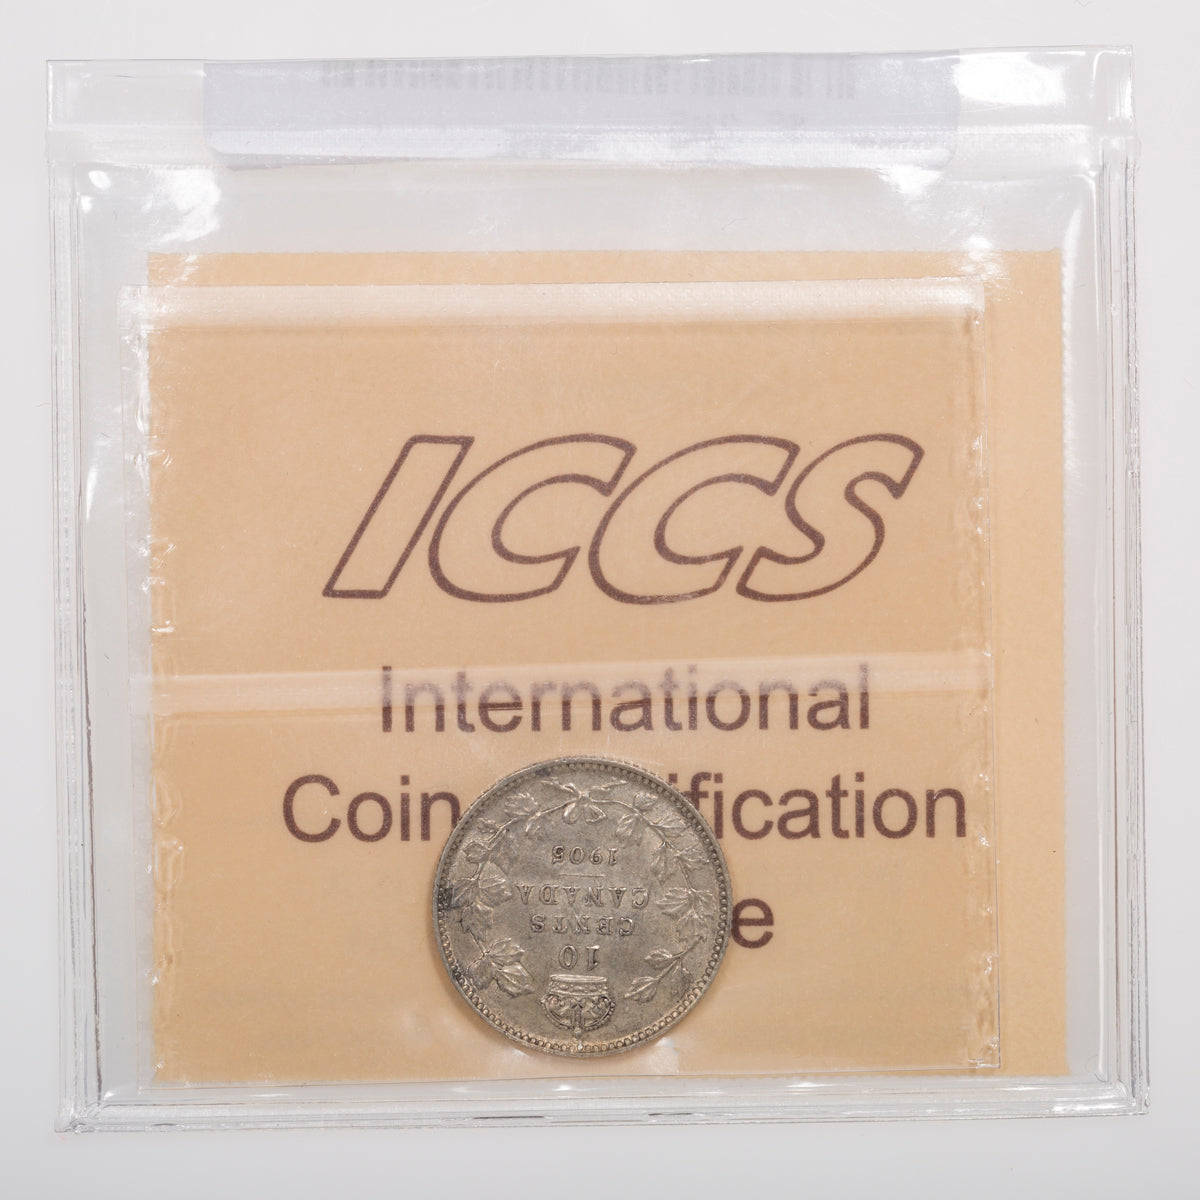 ICCS
International
Coin fication
e
10
CENTS
CANADA
1905